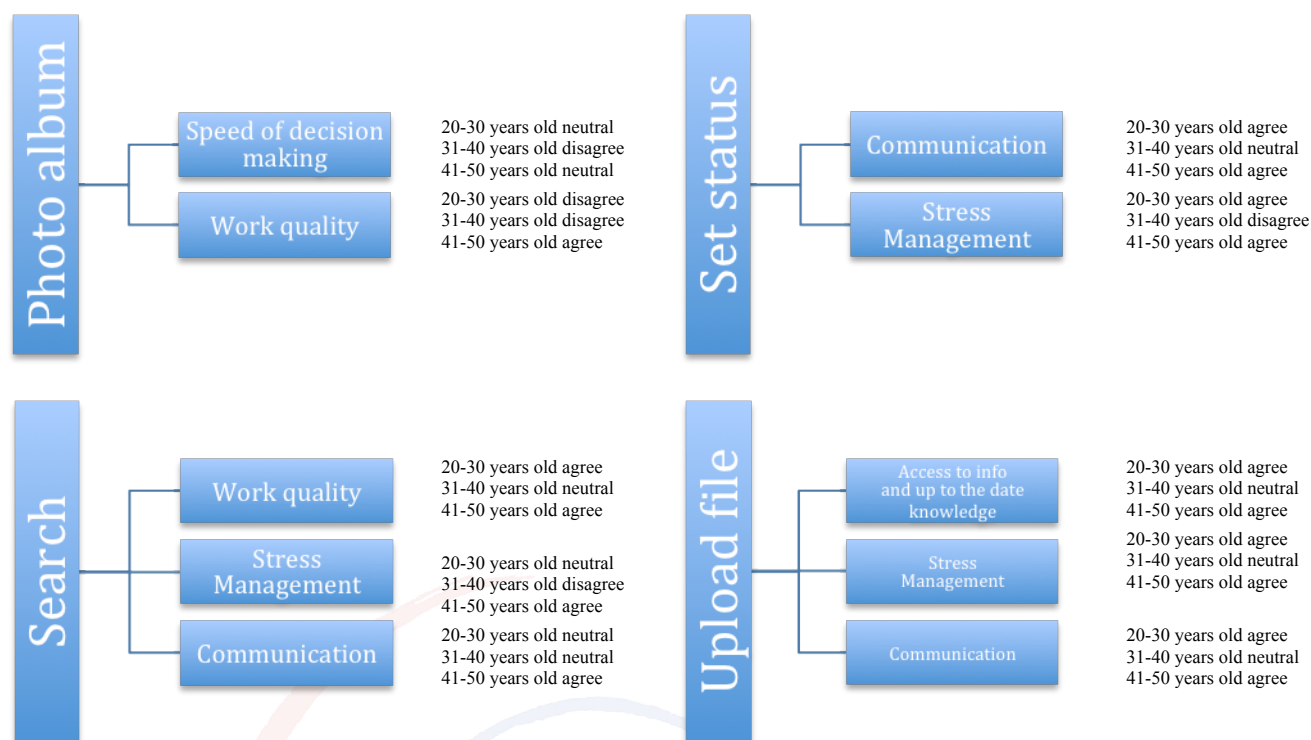 Photo album
Speed of decision
making
20-30 years old neutral
31-40 years old disagree
41-50 years old neutral
Work quality
20-30 years old disagree
31-40 years old disagree
41-50 years old agree
Set status
Communication
20-30 years old agree
31-40 years old neutral
41-50 years old agree
Stress
Management
20-30 years old agree
31-40 years old disagree
41-50 years old agree
Search
Work quality
20-30 years old agree
31-40 years old neutral
41-50 years old agree
Stress
Management
20-30 years old neutral
31-40 years old disagree
41-50 years old agree
Communication
20-30 years old neutral
31-40 years old neutral
41-50 years old agree
Upload file
Access to info
and up to the date
knowledge
20-30 years old agree
31-40 years old neutral
41-50 years old agree
Stress
Management
20-30 years old agree
31-40 years old neutral
41-50 years old agree
Communication
20-30 years old agree
31-40 years old neutral
41-50 years old agree